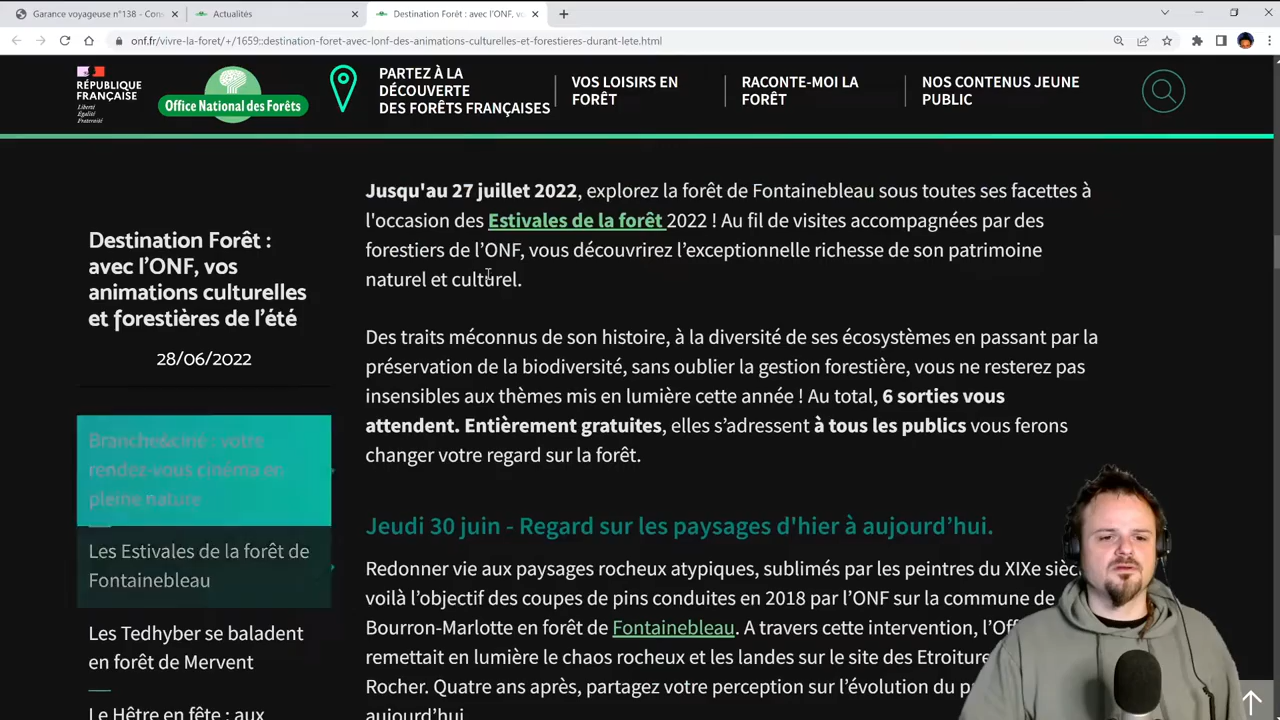 Garance voyageuse n°138 - Con
Actualités
Destination Forêt : avec l'ONF, v
onf.fr/vivre-la-foret/+/1659::destination-foret-avec-lonf-des-animations-culturelles-et-forestieres-durant-lete.html
RÉPUBLIQUE
FRANÇAISE
Liberté
Égalité
Fraternité
Office National des Forêts
PARTEZ À LA
DÉCOUVERTE
DES FORÊTS FRANÇAISES
VOS LOISIRS EN
FORÊT
RACONTE-MOI LA
FORÊT
NOS CONTENUS JEUNE
PUBLIC
Destination Forêt :
avec l'ONF, vos
animations culturelles
et forestières de l'été
28/06/2022
Branche&ciné : votre
rendez-vous cinéma en
pleine nature
Les Estivales de la forêt de
Fontainebleau
Les Tedhyber se baladent
en forêt de Mervent
Le Hêtre en fête : aux
Jusqu'au 27 juillet 2022, explorez la forêt de Fontainebleau sous toutes ses facettes à
l'occasion des Estivales de la forêt 2022 ! Au fil de visites accompagnées par des
forestiers de l'ONF, vous découvrirez l'exceptionnelle richesse de son patrimoine
naturel et culturel.
Des traits méconnus de son histoire, à la diversité de ses écosystèmes en passant par la
préservation de la biodiversité, sans oublier la gestion forestière, vous ne resterez pas
insensibles aux thèmes mis en lumière cette année ! Au total, 6 sorties vous
attendent. Entièrement gratuites, elles s'adressent à tous les publics vous ferons
changer votre regard sur la forêt.
Jeudi 30 juin - Regard sur les paysages d'hier à aujourd'hui.
Redonner vie aux paysages rocheux atypiques, sublimés par les peintres du XIXe sièc
voilà l'objectif des coupes de pins conduites en 2018 par l'ONF sur la commune de
Bourron-Marlotte en forêt de Fontainebleau. A travers cette intervention, l'Off
remettait en lumière le chaos rocheux et les landes sur le site des Etroiture
Rocher. Quatre ans après, partagez votre perception sur l'évolution du p
aujourd'hui.